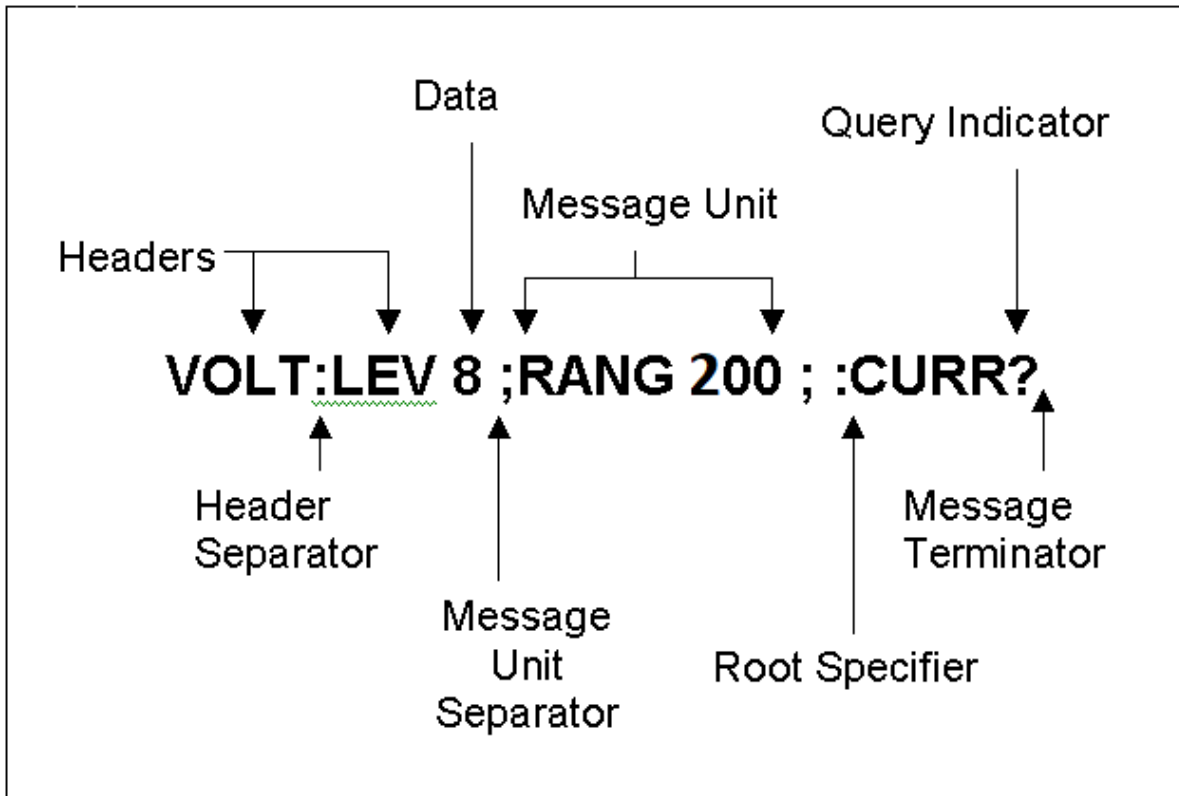 Data
Query Indicator
Message Unit
Headers
VOLT:LEV 8 ;RANG 200 ; :CURR?
Header
Separator
Message
Terminator
Message
Unit
Separator
Root Specifier